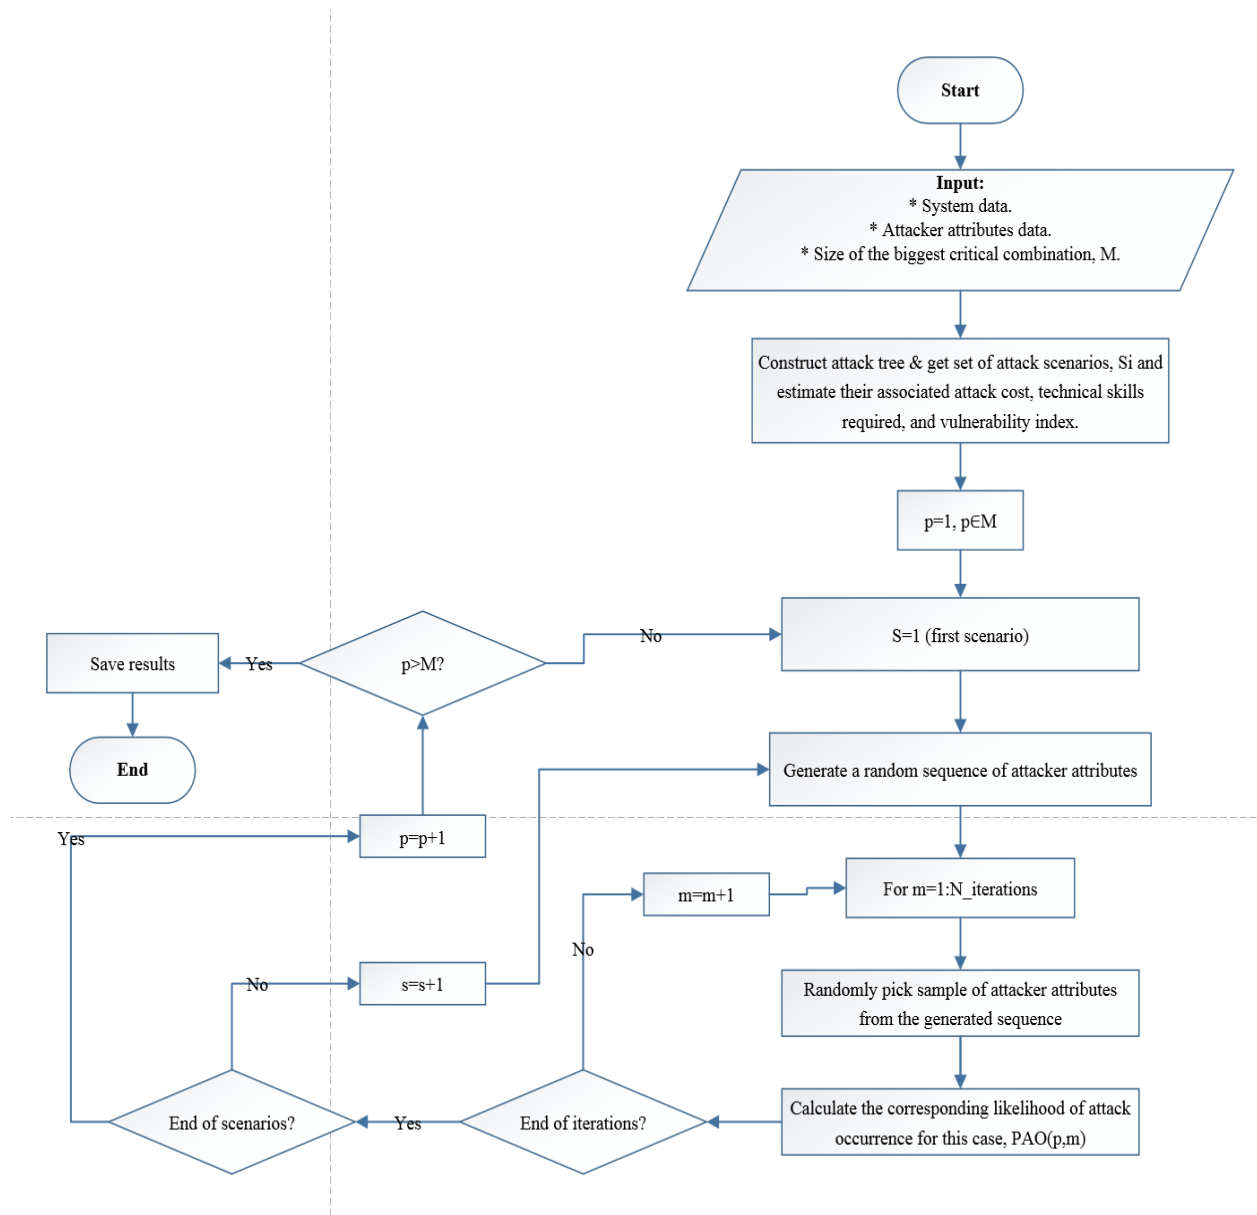 Start
Input:
* System data.
* Attacker attributes data.
* Size of the biggest critical combination, M.
Construct attack tree & get set of attack scenarios, Si and
estimate their associated attack cost, technical skills
required, and vulnerability index.
p=1, p∈M
S=1 (first scenario)
No
p>M?
Yes
Save results
End
Generate a random sequence of attacker attributes
Yes
p=p+1
For m=1:N_iterations
m=m+1
No
No
s=s+1
Randomly pick sample of attacker attributes
from the generated sequence
Calculate the corresponding likelihood of attack
occurrence for this case, PAO(p,m)
End of iterations?
Yes
End of scenarios?